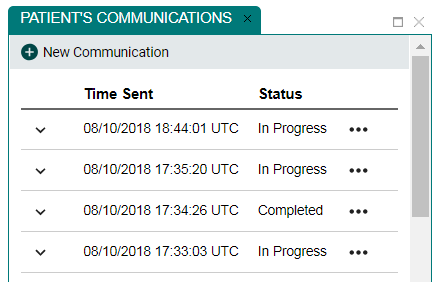 PATIENT'S COMMUNICATIONS
New Communication
Time Sent Status
08/10/2018 18:44:01 UTC In Progress
08/10/2018 17:35:20 UTC In Progress
08/10/2018 17:34:26 UTC Completed
08/10/2018 17:33:03 UTC In Progress